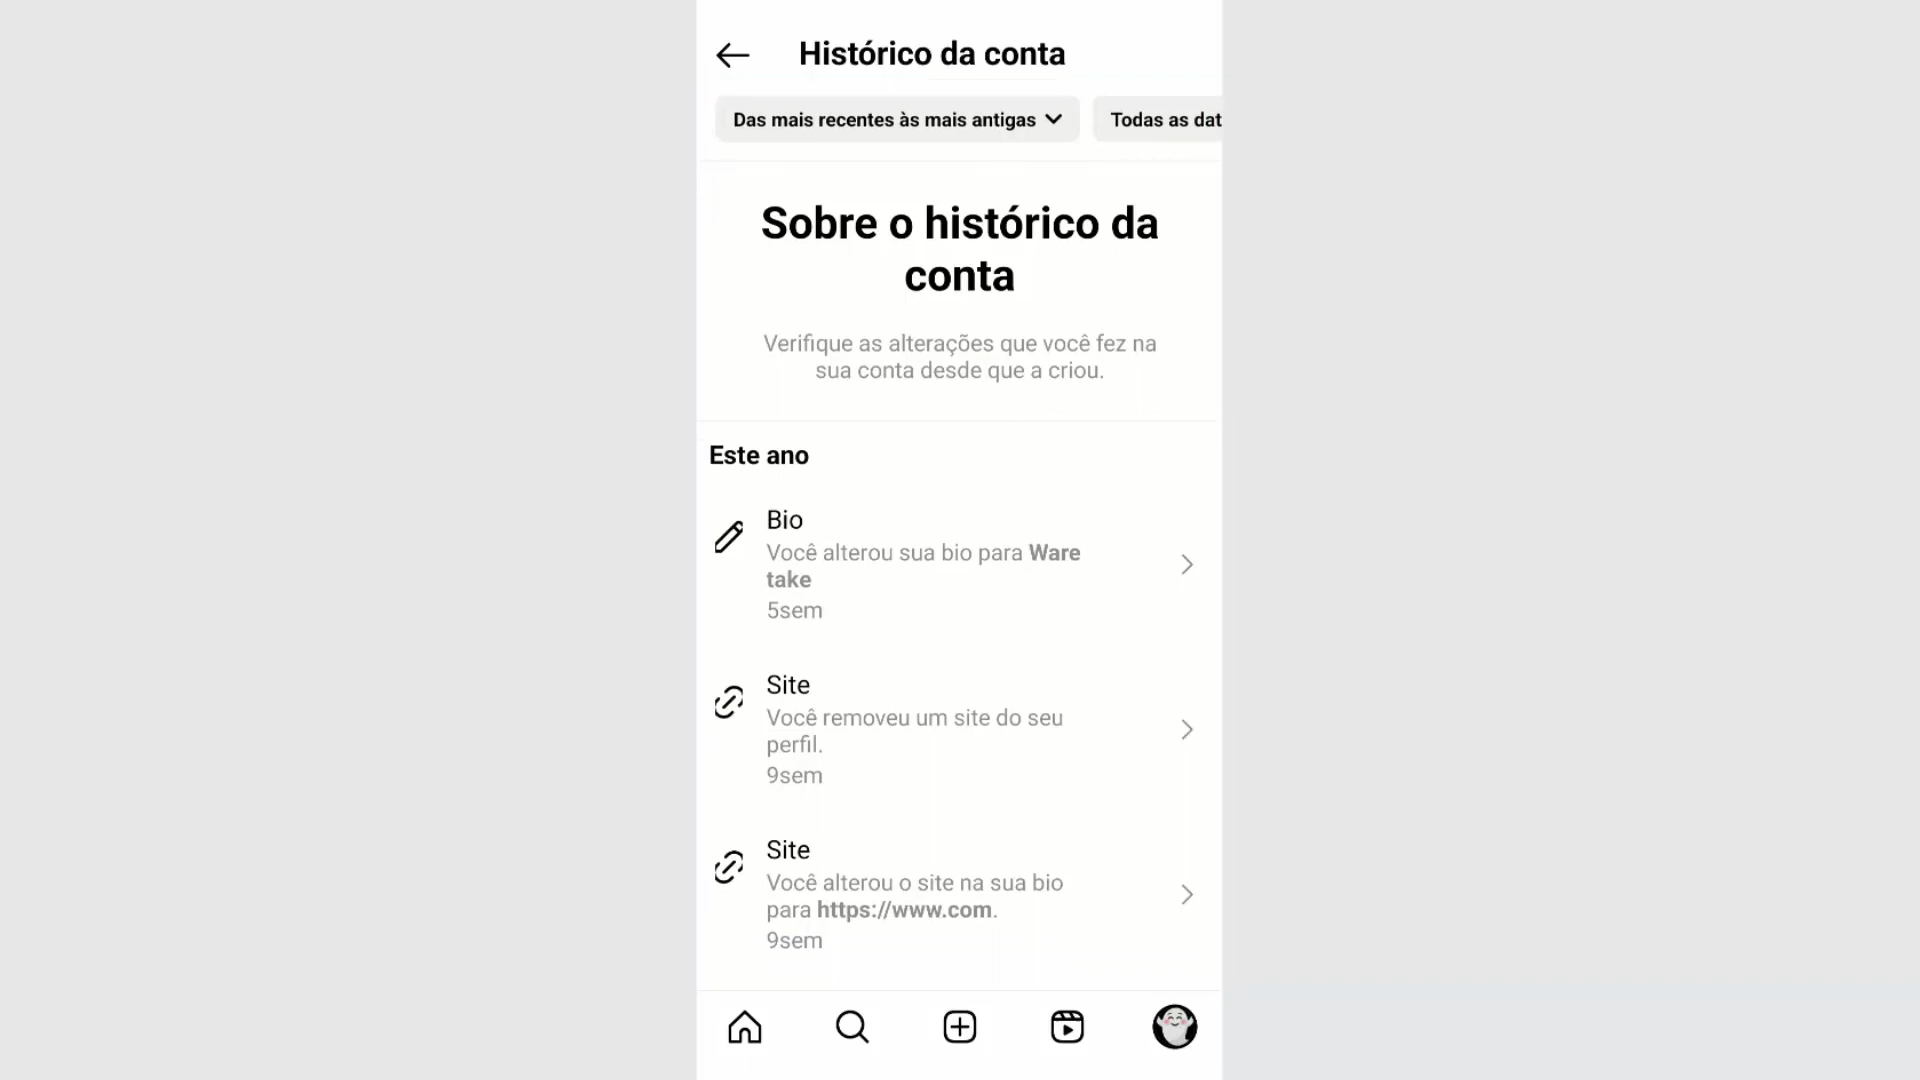 Histórico da conta
Das mais recentes às mais antigas
Todas as dat
Sobre o histórico da
conta
Verifique as alterações que você fez na
sua conta desde que a criou.
Este ano
Bio
Você alterou sua bio para Ware
take
5sem
Site
Você removeu um site do seu
perfil.
9sem
Site
Você alterou o site na sua bio
para https://www.com.
9sem